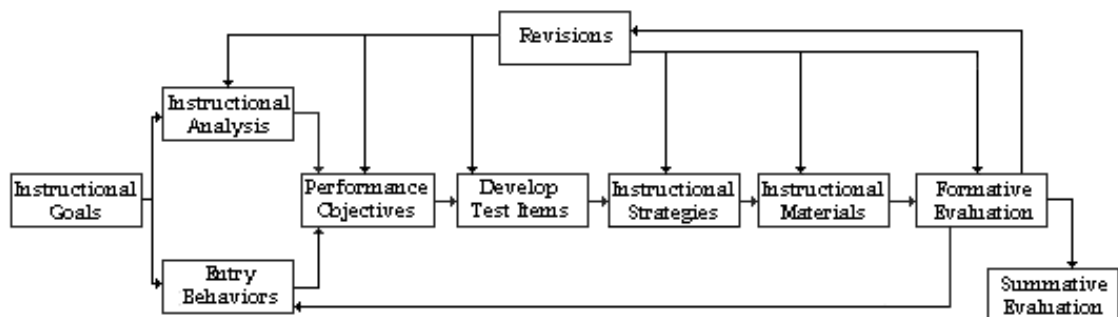 Revisions
Instructional
Analysis
Instructional
Goals
Performance
Objectives
Develop
Test Items
Instructional
Strategies
Instructional
Materials
Formative
Evaluation
Entry
Behaviors
Summative
Evaluation